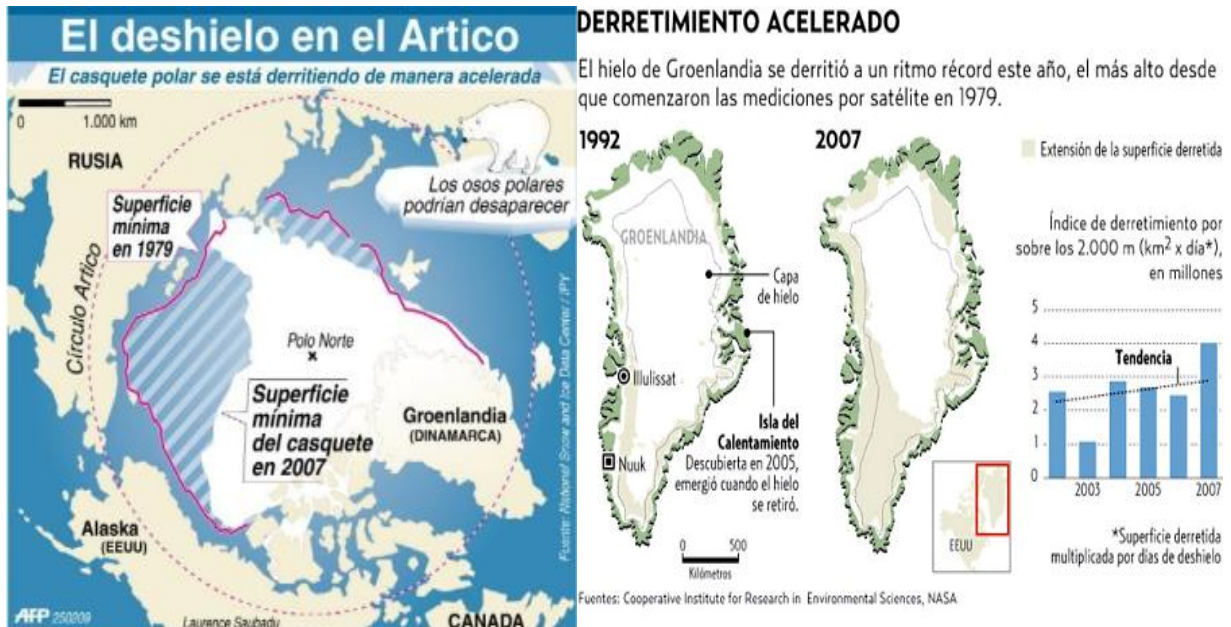 El deshielo en el Artico
El casquete polar se está derritiendo de manera acelerada
0 1.000 km
RUSIA
Los osos polares
podrían desaparecer
Superficie
mínima
en 1979
Círculo Artico
Polo Norte
Superficie
mínima
del casquete
en 2007
Groenlandia
(DINAMARCA)
Alaska
(EEUU)
CANADA
Fuente: National Snow and Ice Data Center / IPY
AFP 250209
Laurence Saubadu
DERRETIMIENTO ACELERADO
El hielo de Groenlandia se derritió a un ritmo récord este año, el más alto desde
que comenzaron las mediciones por satélite en 1979.
1992
GROENLANDIA
Capa
de hielo
Illulissat
Nuuk
Isla del
Calentamiento
Descubierta en 2005,
emergió cuando el hielo
se retiró.
0 500
Kilómetros
2007
EEUU
Extensión de la superficie derretida
Índice de derretimiento por
sobre los 2.000 m (km² x día*),
en millones
5
4
3
2
1
0
Tendencia
2003 2005 2007
*Superficie derretida
multiplicada por días de deshielo
Fuentes: Cooperative Institute for Research in Environmental Sciences, NASA